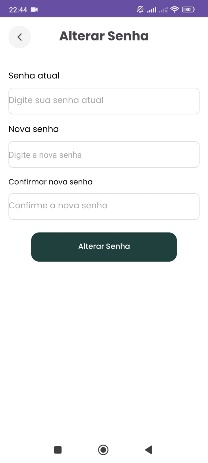 22:44
Alterar Senha
Senha atual
Digite sua senha atual
Nova senha
Digite a nova senha
Confirmar nova senha
Confirme a nova senha
Alterar Senha